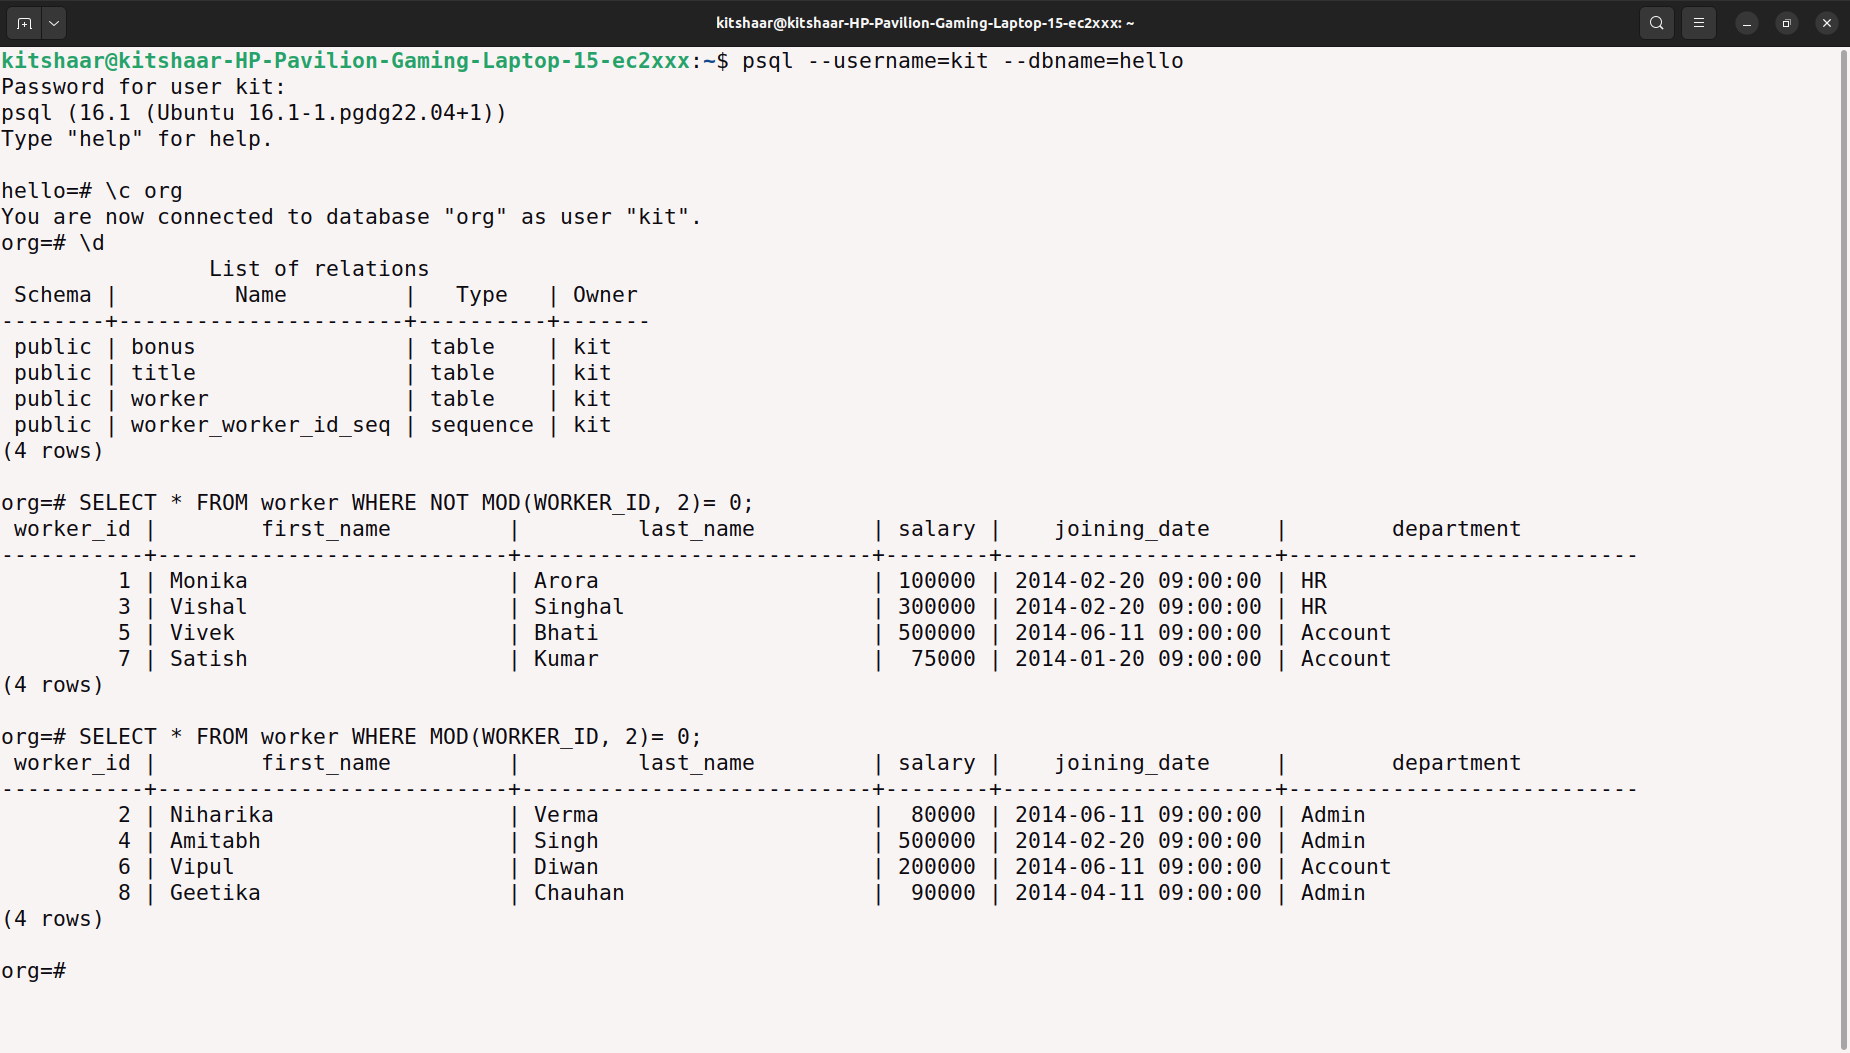 kitshaar@kitshaar-HP-Pavilion-Gaming-Laptop-15-ec2xxx: ~
kitshaar@kitshaar-HP-Pavilion-Gaming-Laptop-15-ec2xxx:~$ psql --username=kit --dbname=hello
Password for user kit:
psql (16.1 (Ubuntu 16.1-1.pgdg22.04+1))
Type "help" for help.

hello=# \c org
You are now connected to database "org" as user "kit".
org=# \d
                List of relations
 Schema |         Name         |   Type   | Owner
--------+----------------------+----------+-------
 public | bonus                | table    | kit
 public | title                | table    | kit
 public | worker               | table    | kit
 public | worker_worker_id_seq | sequence | kit
(4 rows)

org=# SELECT * FROM worker WHERE NOT MOD(WORKER_ID, 2)= 0;
 worker_id |        first_name         |         last_name         | salary |    joining_date     |        department
-----------+---------------------------+---------------------------+--------+---------------------+---------------------------
         1 | Monika                    | Arora                     | 100000 | 2014-02-20 09:00:00 | HR
         3 | Vishal                    | Singhal                   | 300000 | 2014-02-20 09:00:00 | HR
         5 | Vivek                     | Bhati                     | 500000 | 2014-06-11 09:00:00 | Account
         7 | Satish                    | Kumar                     |  75000 | 2014-01-20 09:00:00 | Account
(4 rows)

org=# SELECT * FROM worker WHERE MOD(WORKER_ID, 2)= 0;
 worker_id |        first_name         |         last_name         | salary |    joining_date     |        department
-----------+---------------------------+---------------------------+--------+---------------------+---------------------------
         2 | Niharika                  | Verma                     |  80000 | 2014-06-11 09:00:00 | Admin
         4 | Amitabh                   | Singh                     | 500000 | 2014-02-20 09:00:00 | Admin
         6 | Vipul                     | Diwan                     | 200000 | 2014-06-11 09:00:00 | Account
         8 | Geetika                   | Chauhan                   |  90000 | 2014-04-11 09:00:00 | Admin
(4 rows)

org=#